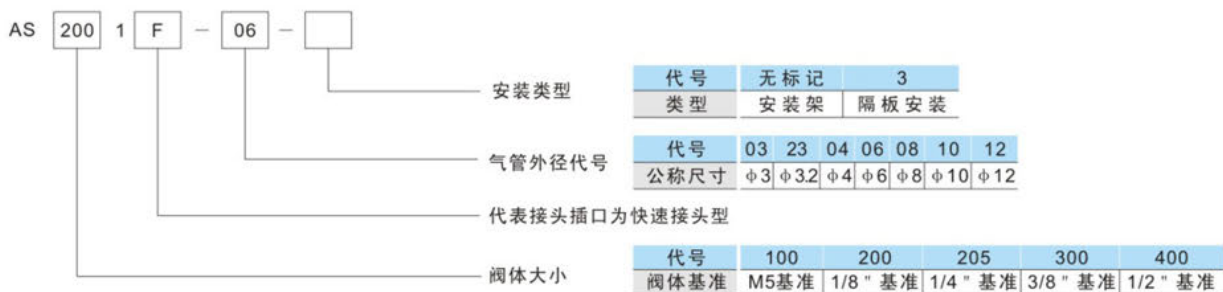 AS 200 1 F - 06 -
安装类型
代号 无标记 3
类型 安装架 隔板安装
气管外径代号
代号 03 23 04 06 08 10 12
公称尺寸 φ3 φ3.2 φ4 φ6 φ8 φ10 φ12
代表接头插口为快速接头型
阀体大小
代号 100 200 205 300 400
阀体基准 M5基准 1/8 " 基准 1/4 " 基准 3/8 " 基准 1/2 " 基准